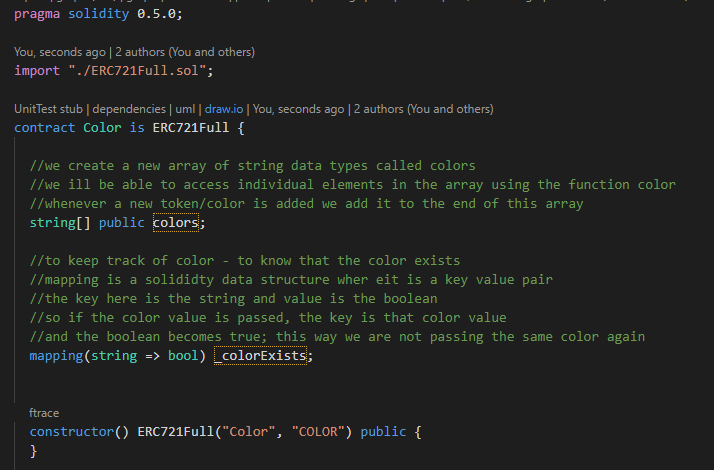 pragma solidity 0.5.0;
You, seconds ago | 2 authors (You and others)
import "./ERC721Full.sol";
UnitTest stub | dependencies | uml | draw.io | You, seconds ago | 2 authors (You and others)
contract Color is ERC721Full {
//we create a new array of string data types called colors
//we ill be able to access individual elements in the array using the function color
//whenever a new token/color is added we add it to the end of this array
string[] public colors;
//to keep track of color - to know that the color exists
//mapping is a solididty data structure wher eit is a key value pair
//the key here is the string and value is the boolean
//so if the color value is passed, the key is that color value
//and the boolean becomes true; this way we are not passing the same color again
mapping(string => bool) _colorExists;
ftrace
constructor() ERC721Full("Color", "COLOR") public {
}